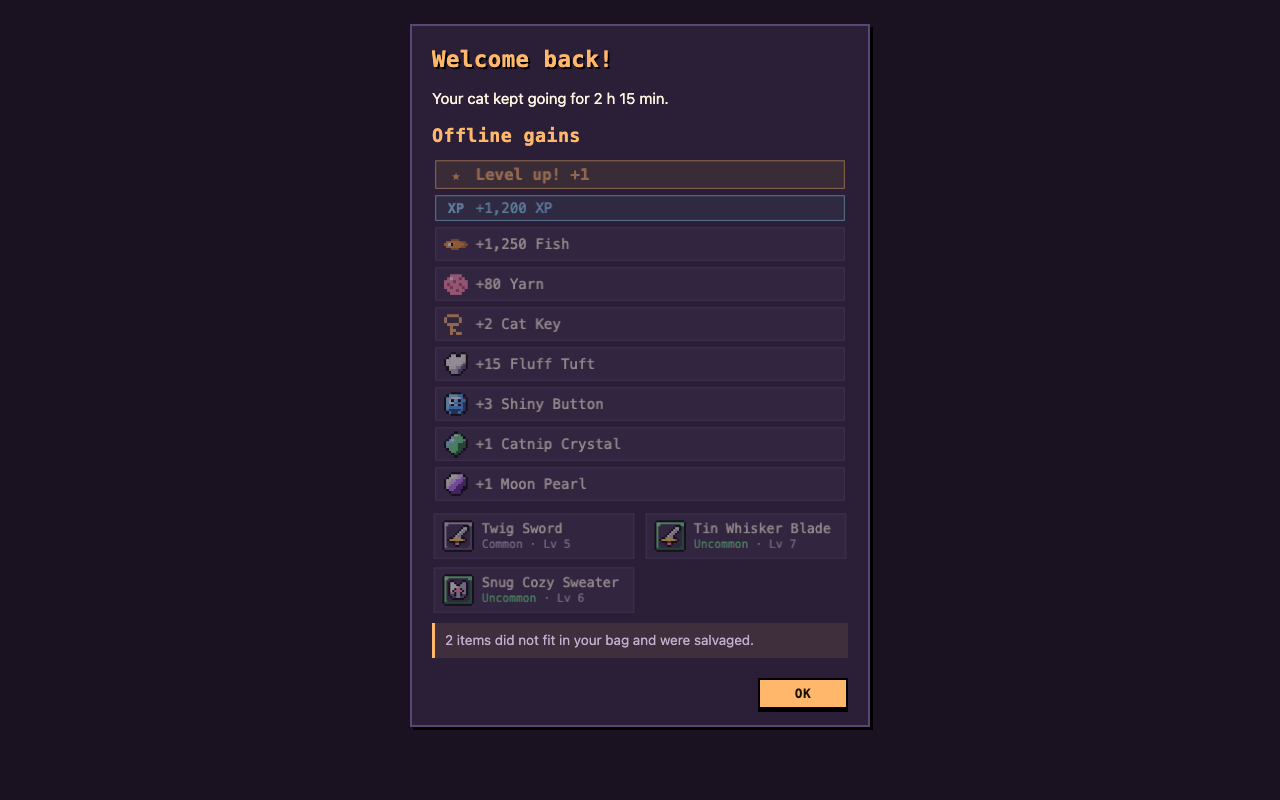 Welcome back!
Your cat kept going for 2 h 15 min.
Offline gains
★ Level up! +1
XP +1,200 XP
+1,250 Fish
+80 Yarn
+2 Cat Key
+15 Fluff Tuft
+3 Shiny Button
+1 Catnip Crystal
+1 Moon Pearl
Twig Sword
Common · Lv 5
Tin Whisker Blade
Uncommon · Lv 7
Snug Cozy Sweater
Uncommon · Lv 6
2 items did not fit in your bag and were salvaged.
OK